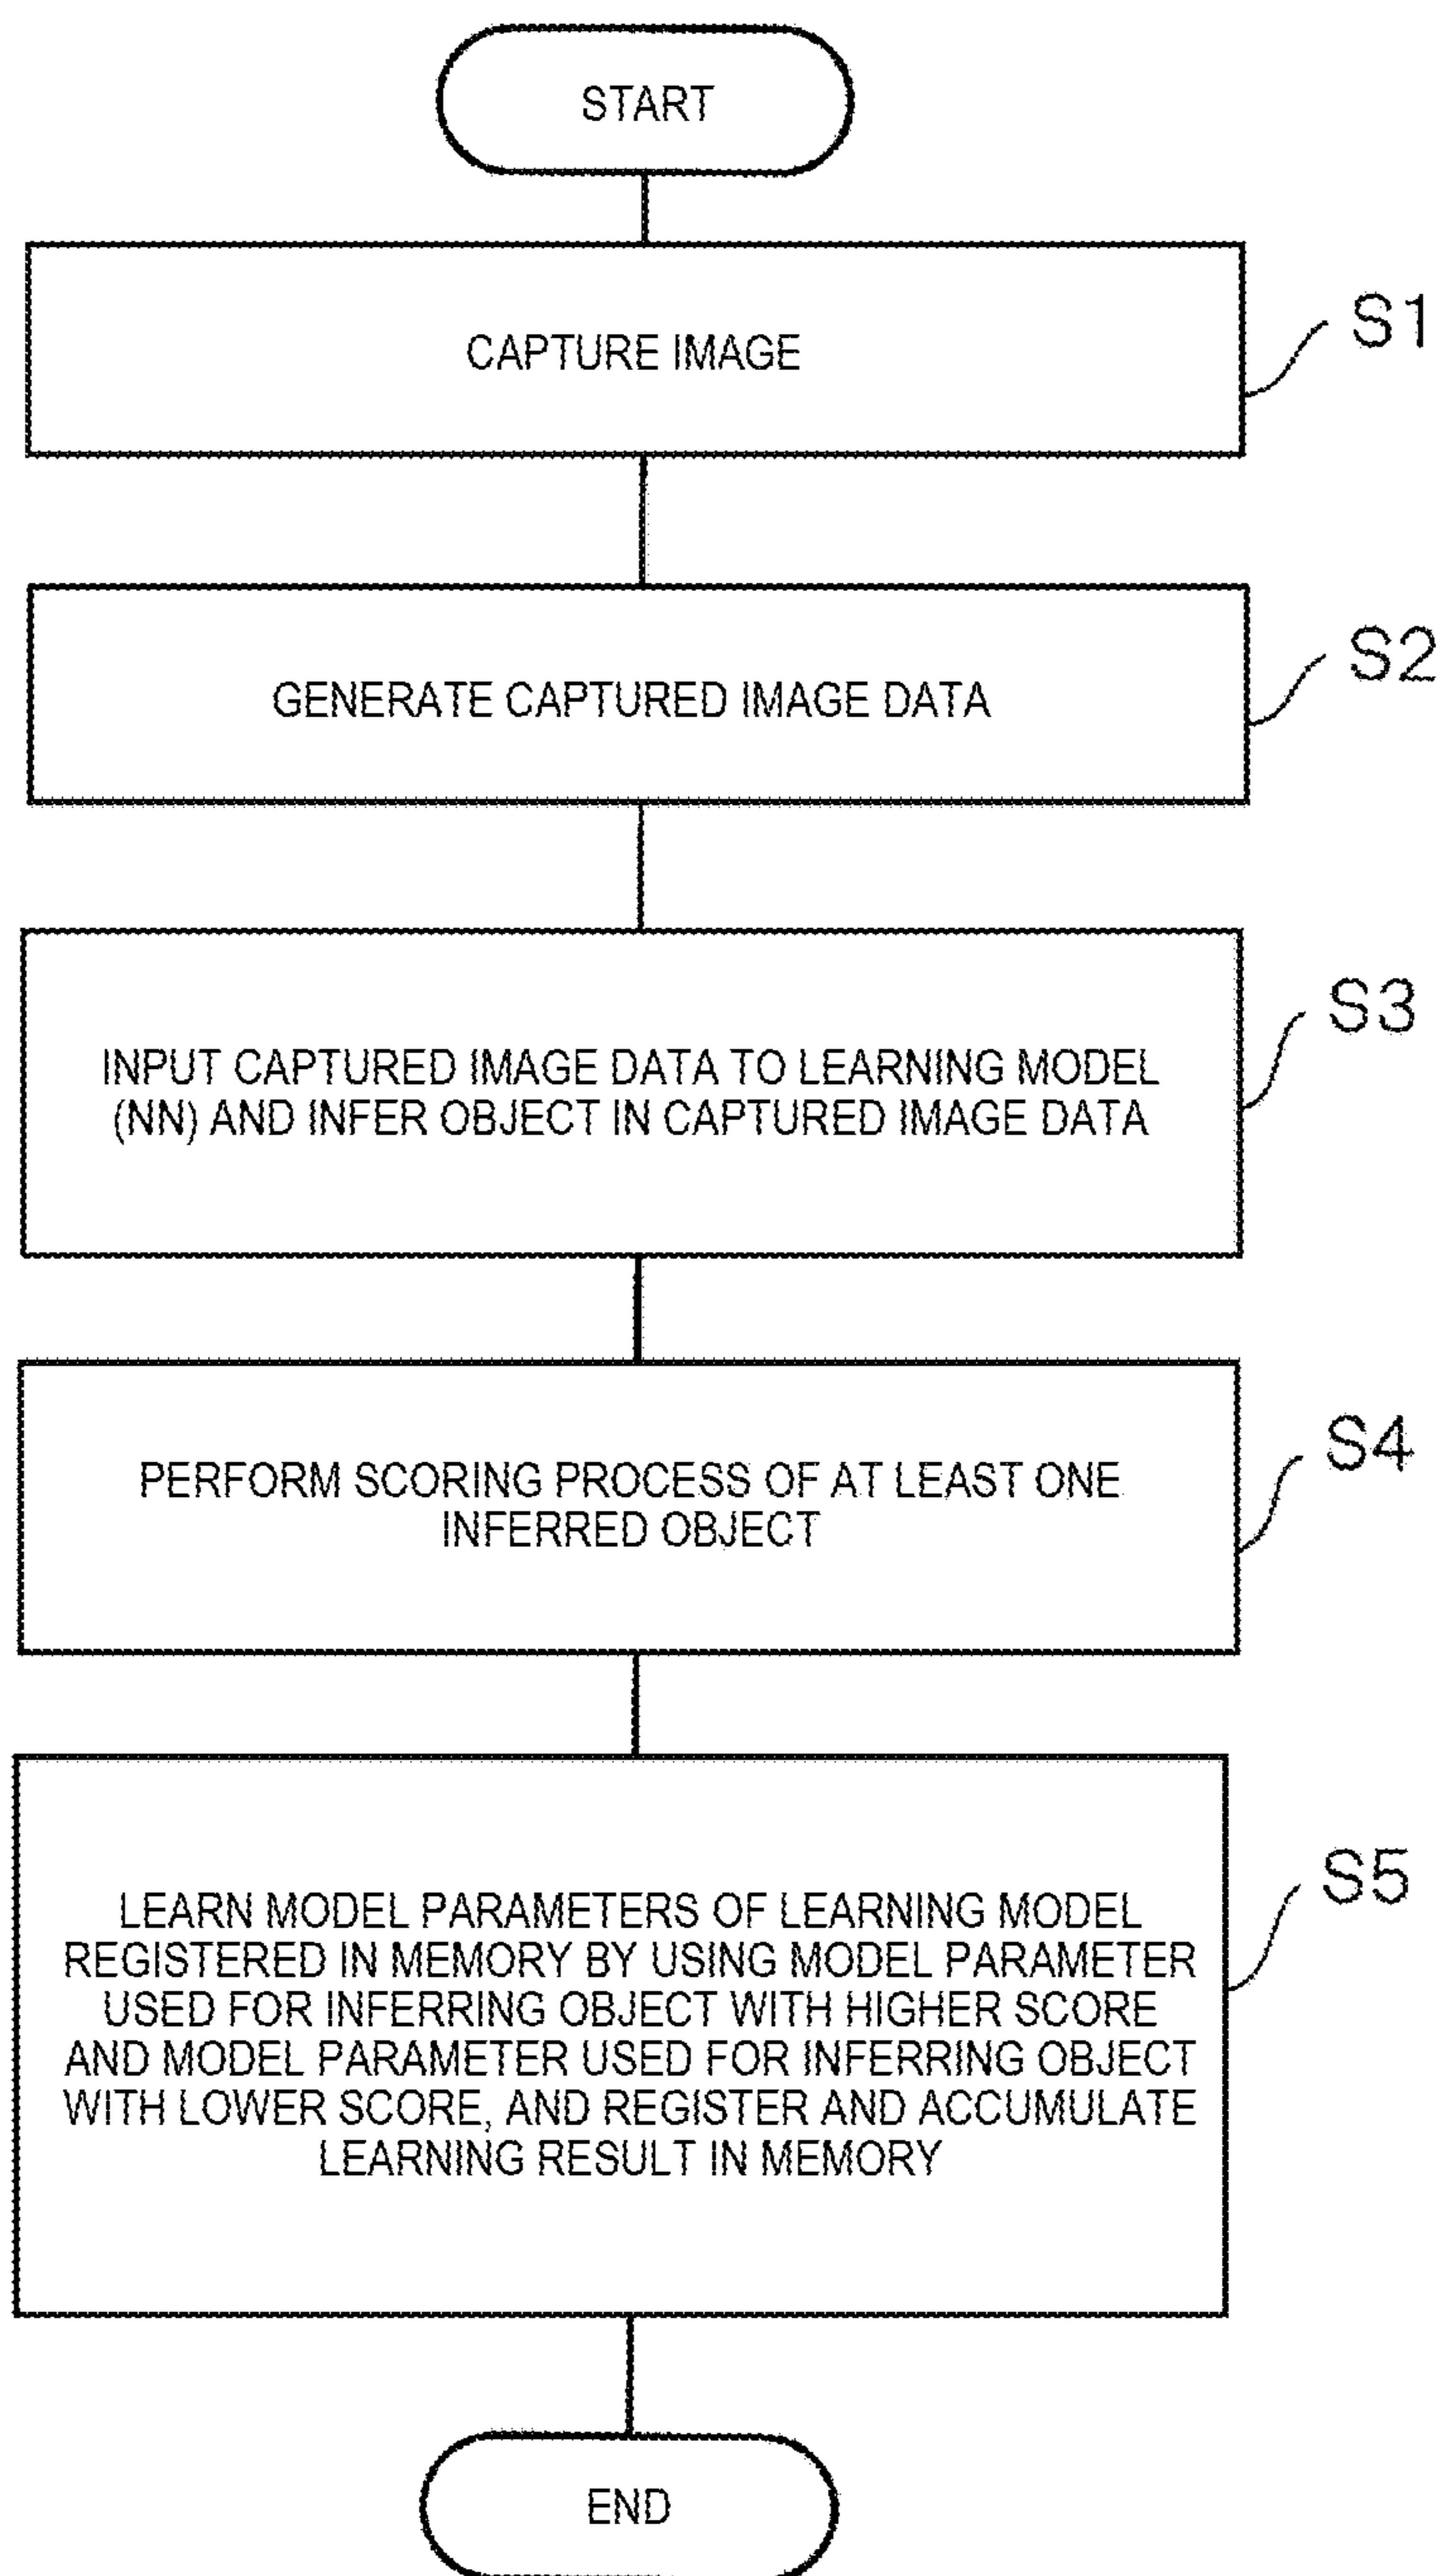 START
CAPTURE IMAGE
S1
GENERATE CAPTURED IMAGE DATA
S2
INPUT CAPTURED IMAGE DATA TO LEARNING MODEL
(NN) AND INFER OBJECT IN CAPTURED IMAGE DATA
S3
PERFORM SCORING PROCESS OF AT LEAST ONE
INFERRED OBJECT
S4
LEARN MODEL PARAMETERS OF LEARNING MODEL
REGISTERED IN MEMORY BY USING MODEL PARAMETER
USED FOR INFERRING OBJECT WITH HIGHER SCORE
AND MODEL PARAMETER USED FOR INFERRING OBJECT
WITH LOWER SCORE, AND REGISTER AND ACCUMULATE
LEARNING RESULT IN MEMORY
S5
END